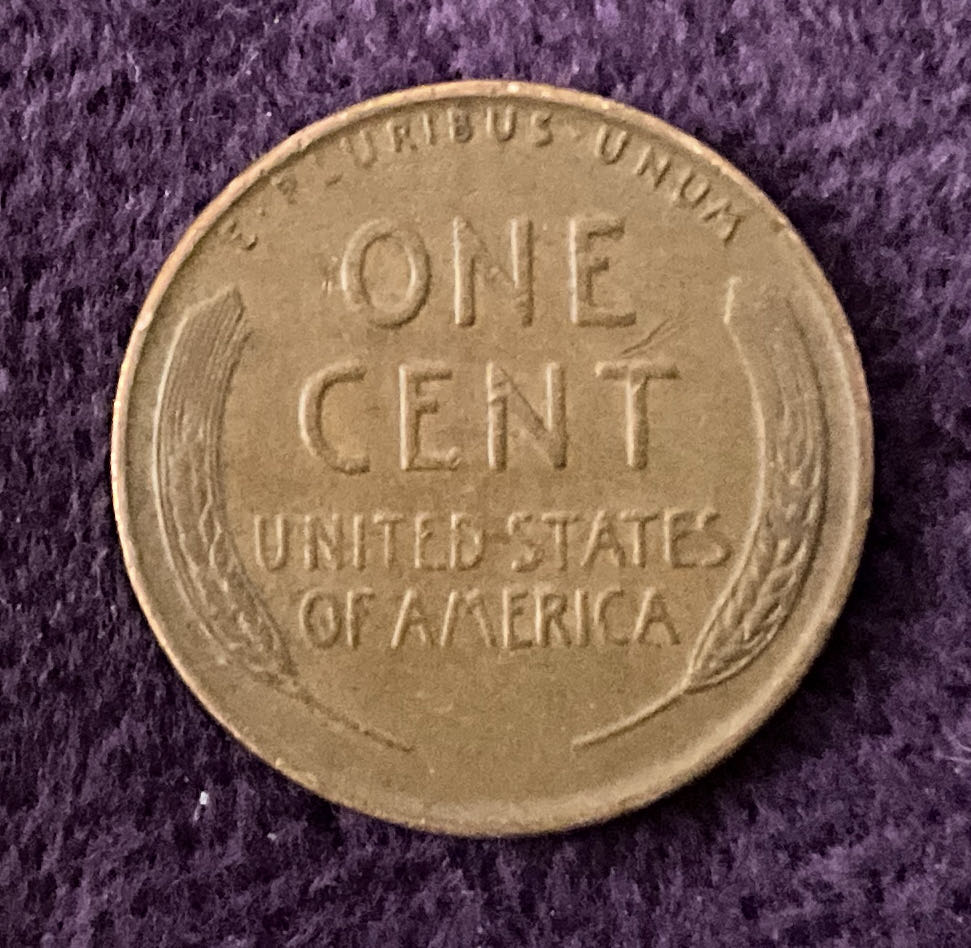 E·PLURIBUS·UNUM
ONE
CENT
UNITED·STATES
OF AMERICA